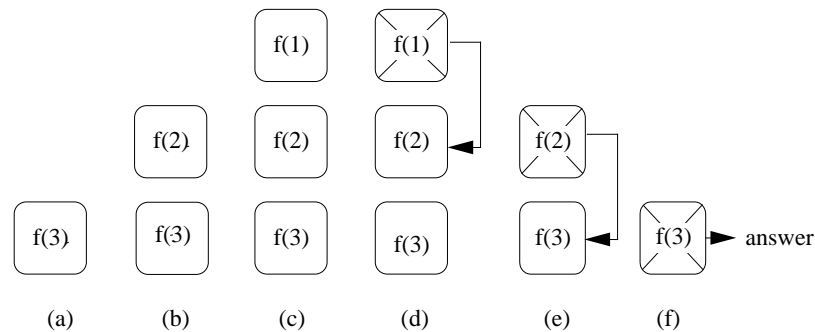 f(1) f(1)
f(2) f(2) f(2) f(2)
f(3) f(3) f(3) f(3) f(3) f(3) answer
(a) (b) (c) (d) (e) (f)